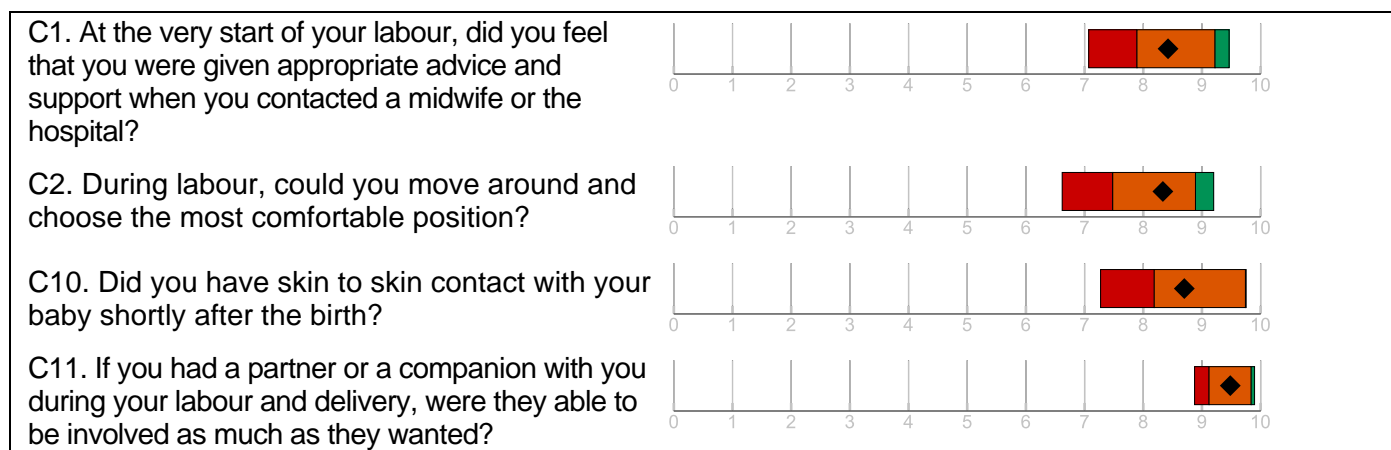 C1. At the very start of your labour, did you feel
that you were given appropriate advice and
support when you contacted a midwife or the
hospital?
0 1 2 3 4 5 6 7 8 9 10
C2. During labour, could you move around and
choose the most comfortable position?
0 1 2 3 4 5 6 7 8 9 10
C10. Did you have skin to skin contact with your
baby shortly after the birth?
0 1 2 3 4 5 6 7 8 9 10
C11. If you had a partner or a companion with you
during your labour and delivery, were they able to
be involved as much as they wanted?
0 1 2 3 4 5 6 7 8 9 10